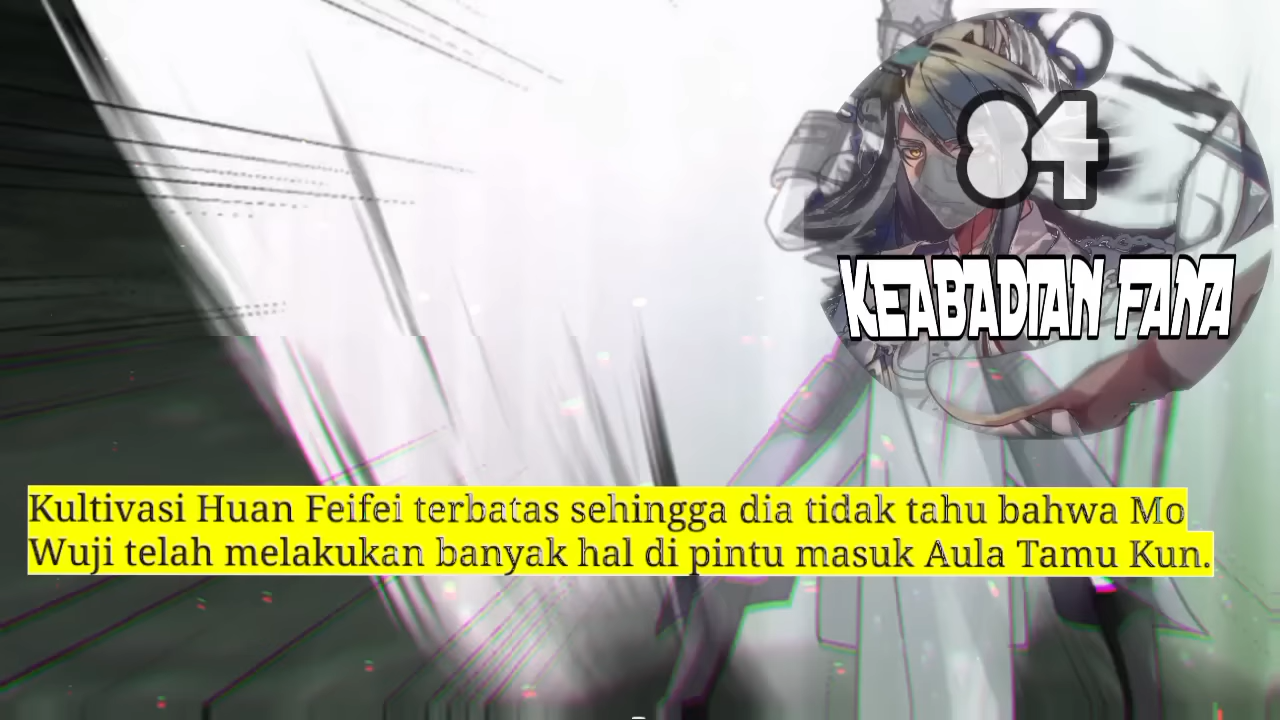 84
KEABADIAN FANA
Kultivasi Huan Feifei terbatas sehingga dia tidak tahu bahwa Mo
Wuji telah melakukan banyak hal di pintu masuk Aula Tamu Kun.